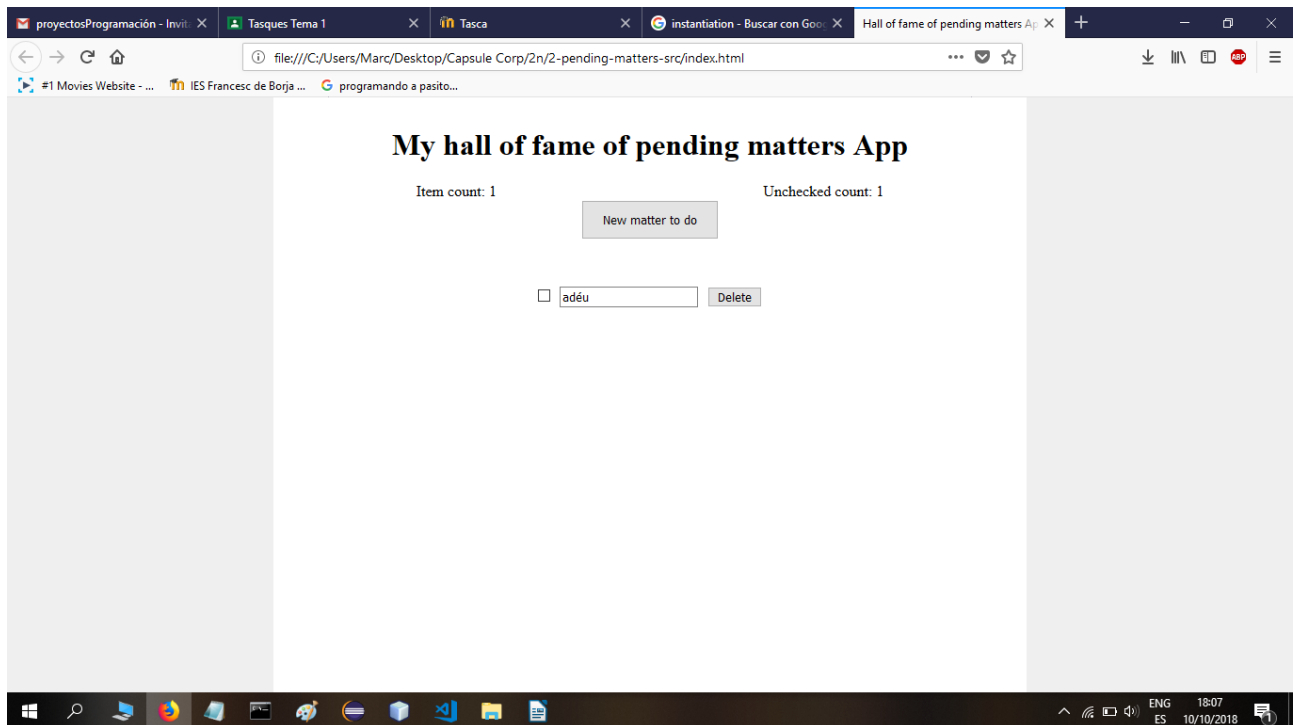 proyectosProgramación - Invit
Tasques Tema 1
Tasca
instantiation - Buscar con Goog
Hall of fame of pending matters Ap
file:///C:/Users/Marc/Desktop/Capsule Corp/2n/2-pending-matters-src/index.html
ABP
#1 Movies Website - ...
IES Francesc de Borja ...
G programando a pasito...
My hall of fame of pending matters App
Item count: 1
Unchecked count: 1
New matter to do
adéu
Delete
ENG
ES
18:07
10/10/2018
1